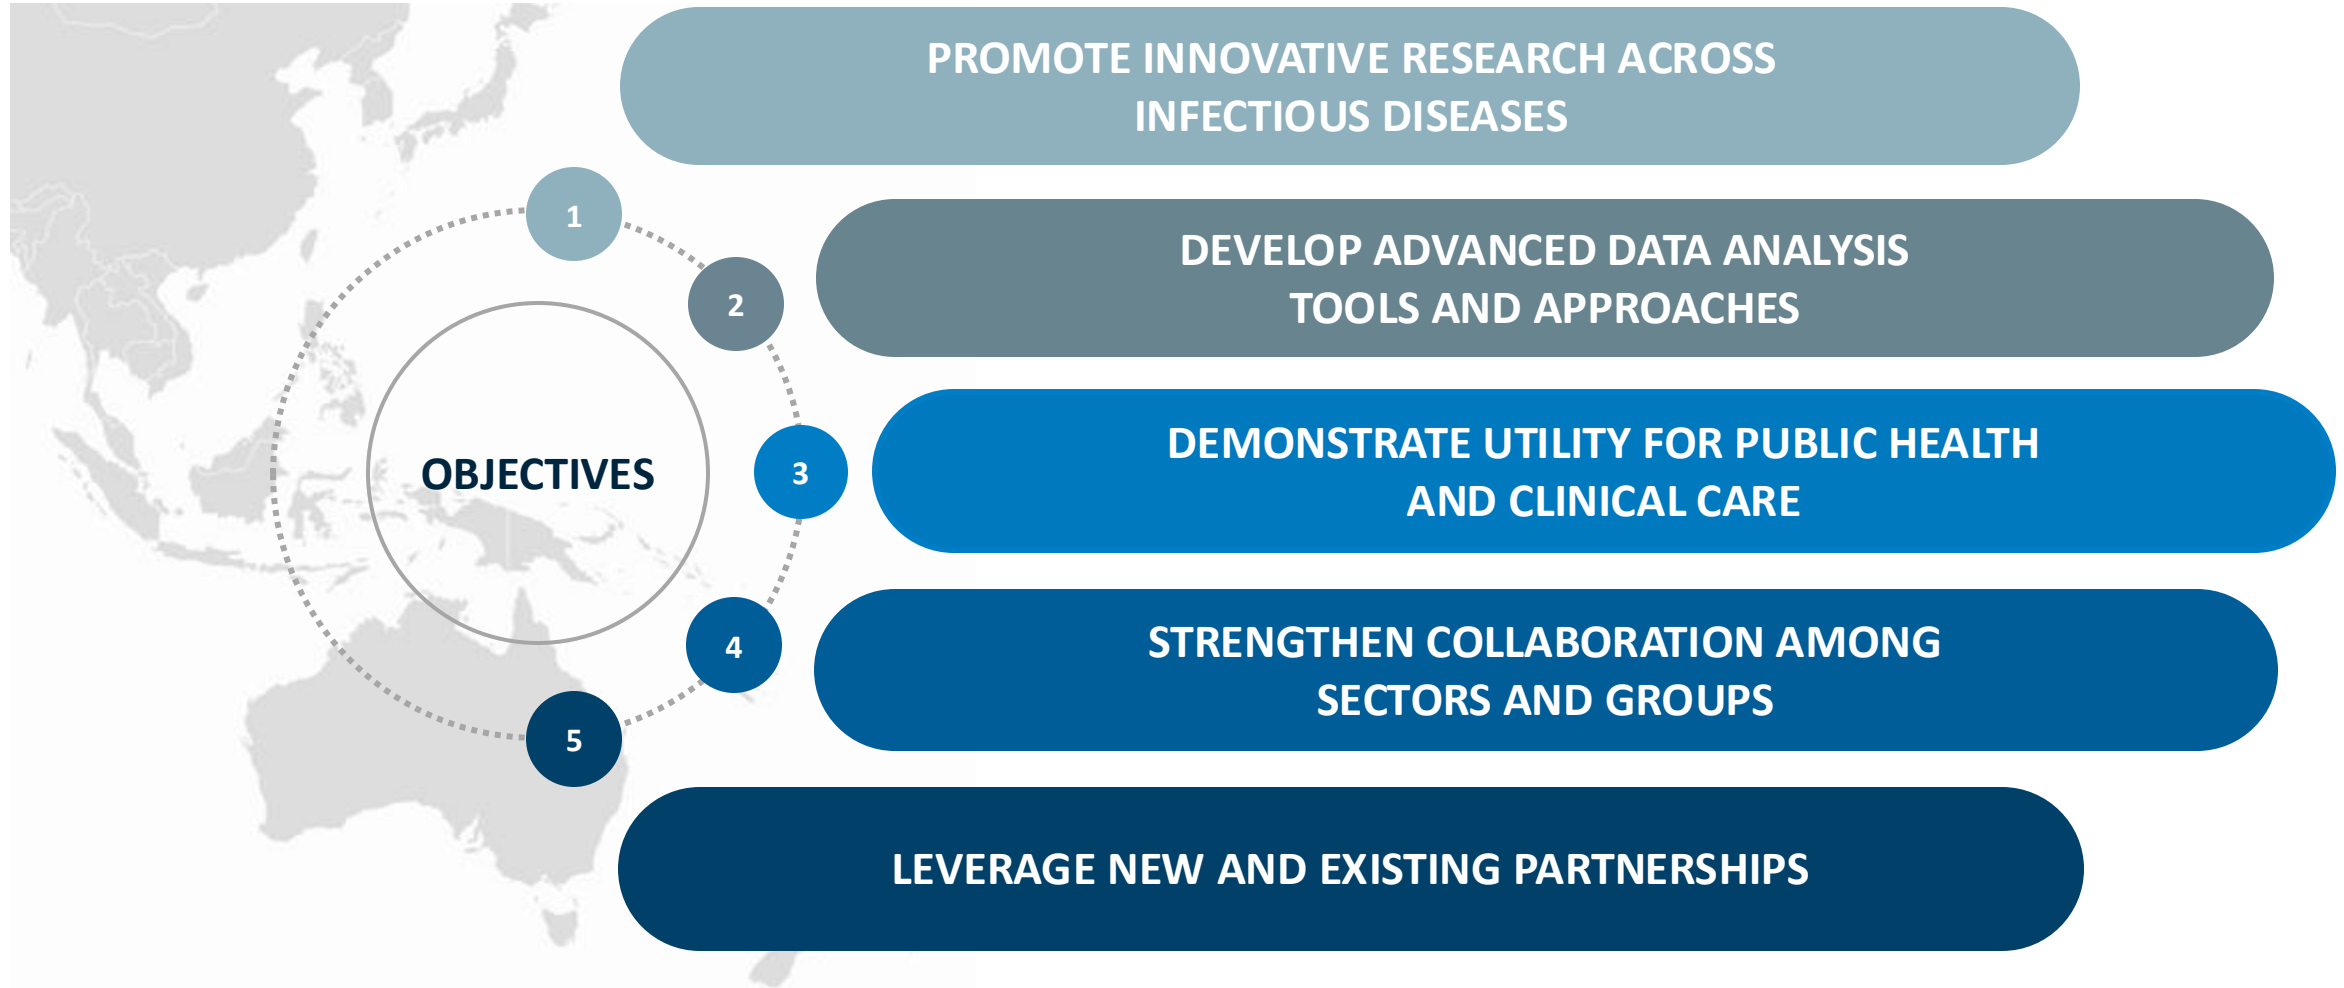 PROMOTE INNOVATIVE RESEARCH ACROSS
INFECTIOUS DISEASES
1
DEVELOP ADVANCED DATA ANALYSIS
TOOLS AND APPROACHES
2
OBJECTIVES
DEMONSTRATE UTILITY FOR PUBLIC HEALTH
AND CLINICAL CARE
3
STRENGTHEN COLLABORATION AMONG
SECTORS AND GROUPS
4
5
LEVERAGE NEW AND EXISTING PARTNERSHIPS